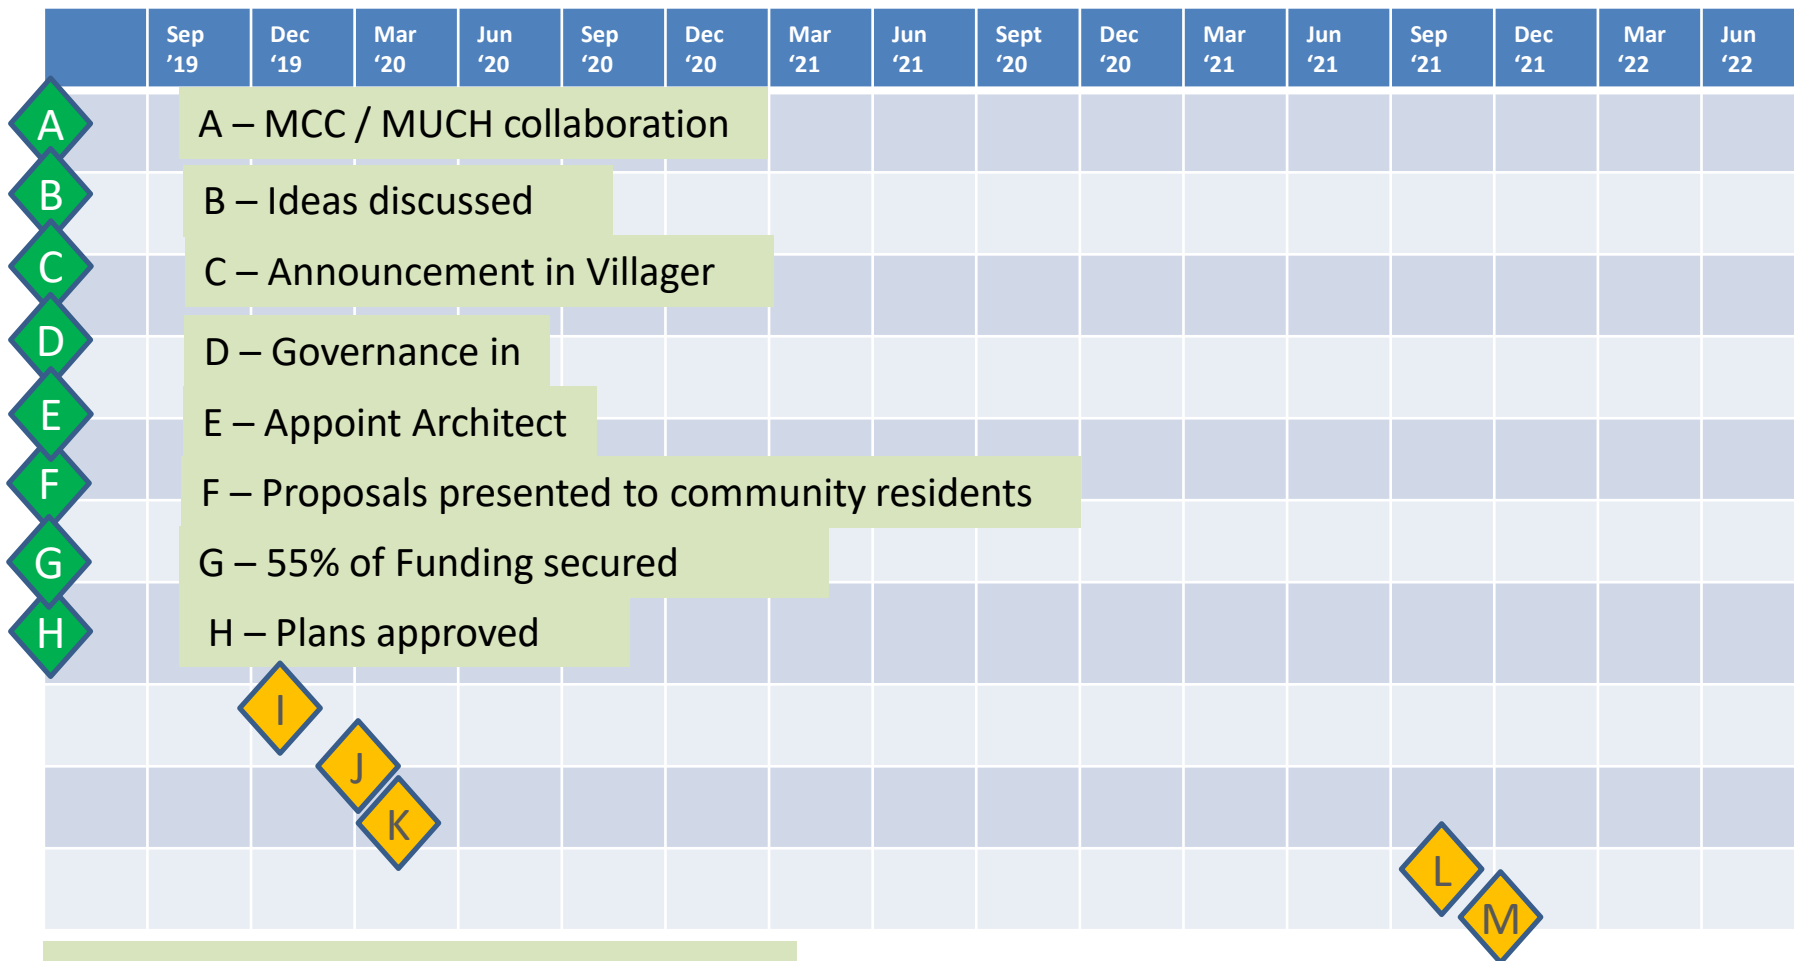 Sep Dec Mar Jun Sep Dec Mar Jun Sept Dec Mar Jun Sep Dec Mar Jun
’19 ‘19 ‘20 ‘20 ‘20 ‘20 ‘21 ‘21 ‘20 ‘20 ‘21 ‘21 ‘21 ‘21 ‘22 ‘22
A A – MCC / MUCH collaboration
B B – Ideas discussed
C C – Announcement in Villager
D D – Governance in
E E – Appoint Architect
F F – Proposals presented to community residents
G G – 55% of Funding secured
H H – Plans approved
I
J
K
L
M